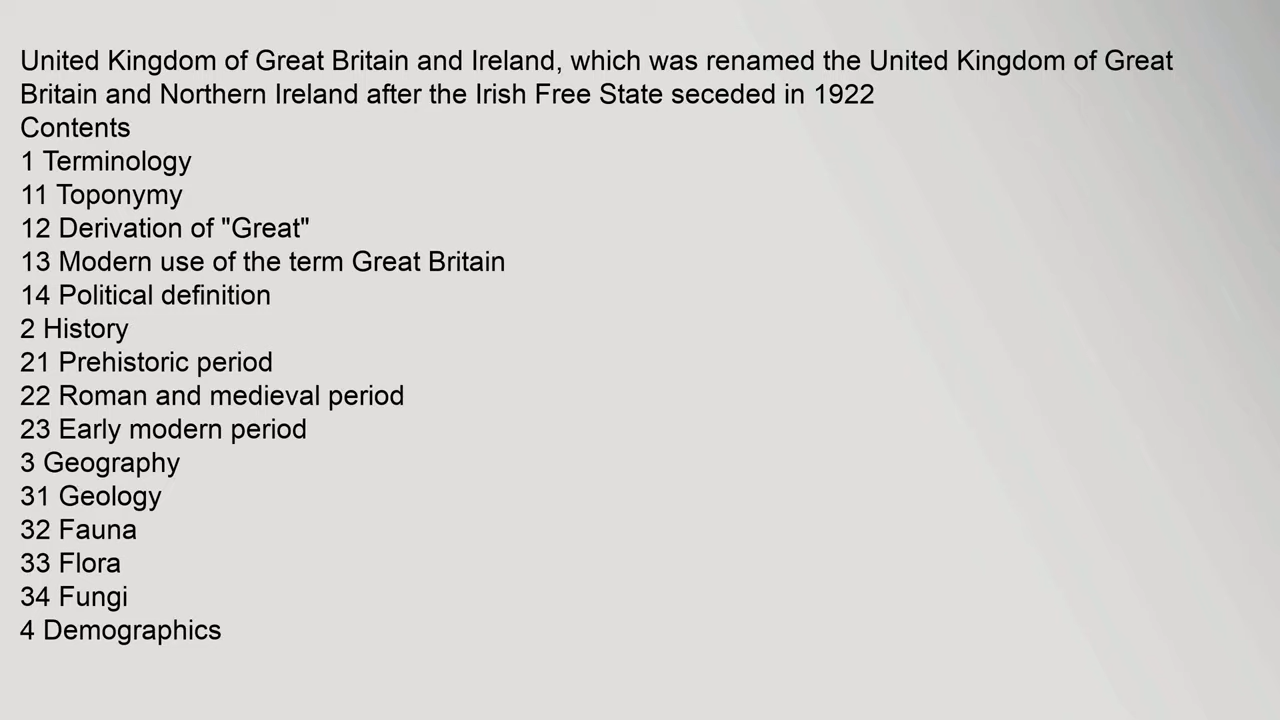 United Kingdom of Great Britain and Ireland, which was renamed the United Kingdom of Great
Britain and Northern Ireland after the Irish Free State seceded in 1922
Contents
1 Terminology
11 Toponymy
12 Derivation of "Great"
13 Modern use of the term Great Britain
14 Political definition
2 History
21 Prehistoric period
22 Roman and medieval period
23 Early modern period
3 Geography
31 Geology
32 Fauna
33 Flora
34 Fungi
4 Demographics